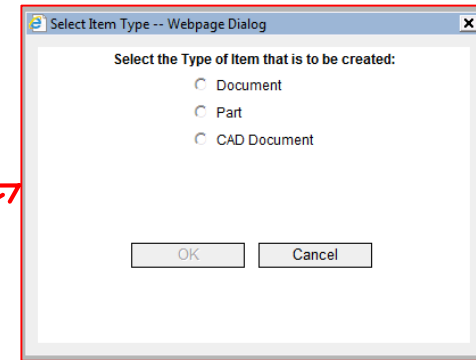 Select Item Type -- Webpage Dialog
Select the Type of Item that is to be created:
Document
Part
CAD Document
OK Cancel